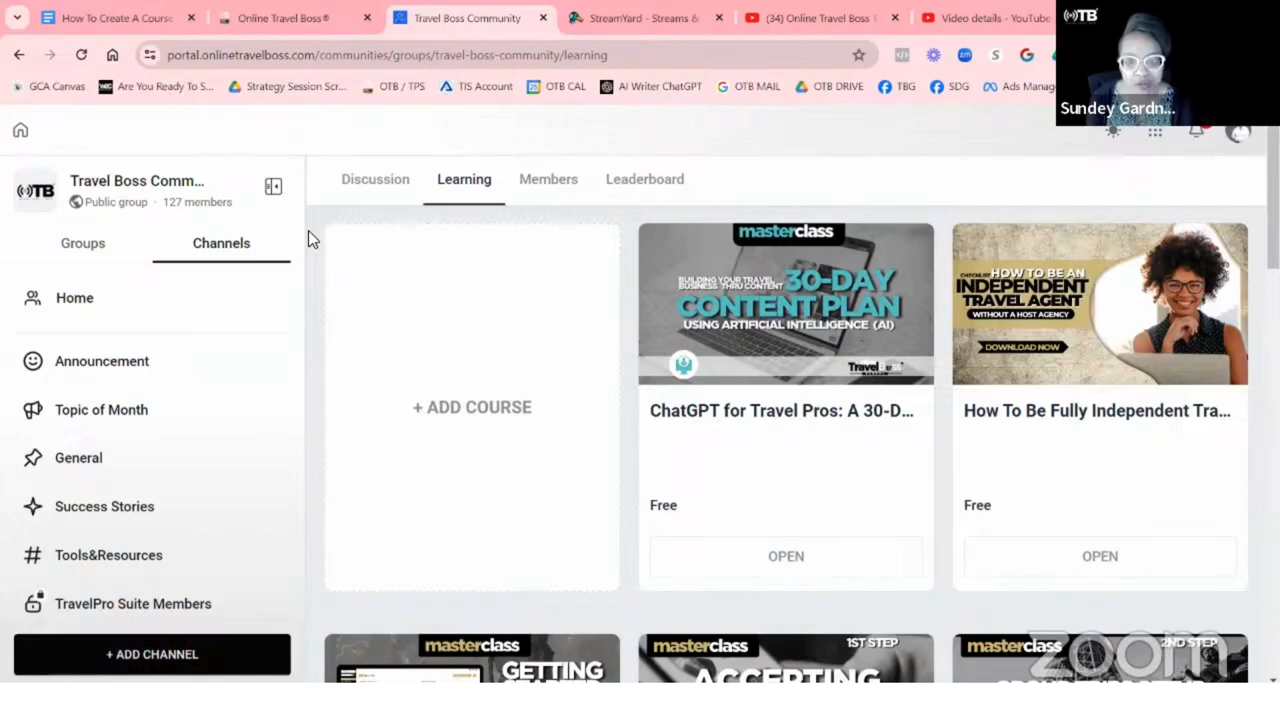 How To Create A Course
Online Travel Boss®
Travel Boss Community
StreamYard - Streams &
(34) Online Travel Boss
Video details - YouTube
portal.onlinetravelboss.com/communities/groups/travel-boss-community/learning
GCA Canvas
Are You Ready To S...
Strategy Session Scr...
OTB / TPS
TIS Account
OTB CAL
AI Writer ChatGPT
OTB MAIL
OTB DRIVE
TBG
SDG
Ads Manag
OTB
Sundey Gardn...
OTB
Travel Boss Comm...
Public group · 127 members
Groups
Channels
Home
Announcement
Topic of Month
General
Success Stories
Tools&Resources
TravelPro Suite Members
+ ADD CHANNEL
Discussion
Learning
Members
Leaderboard
+ ADD COURSE
masterclass
BUILDING YOUR TRAVEL
BUSINESS THRU CONTENT
30-DAY
CONTENT PLAN
USING ARTIFICIAL INTELLIGENCE (AI)
ChatGPT for Travel Pros: A 30-D...
Free
OPEN
CHECKLIST HOW TO BE AN
INDEPENDENT
TRAVEL AGENT
WITHOUT A HOST AGENCY
DOWNLOAD NOW
How To Be Fully Independent Tra...
Free
OPEN
masterclass
GETTING
STARTED
masterclass
1ST STEP
ACCEPTING
masterclass
2ND STEP
zoom